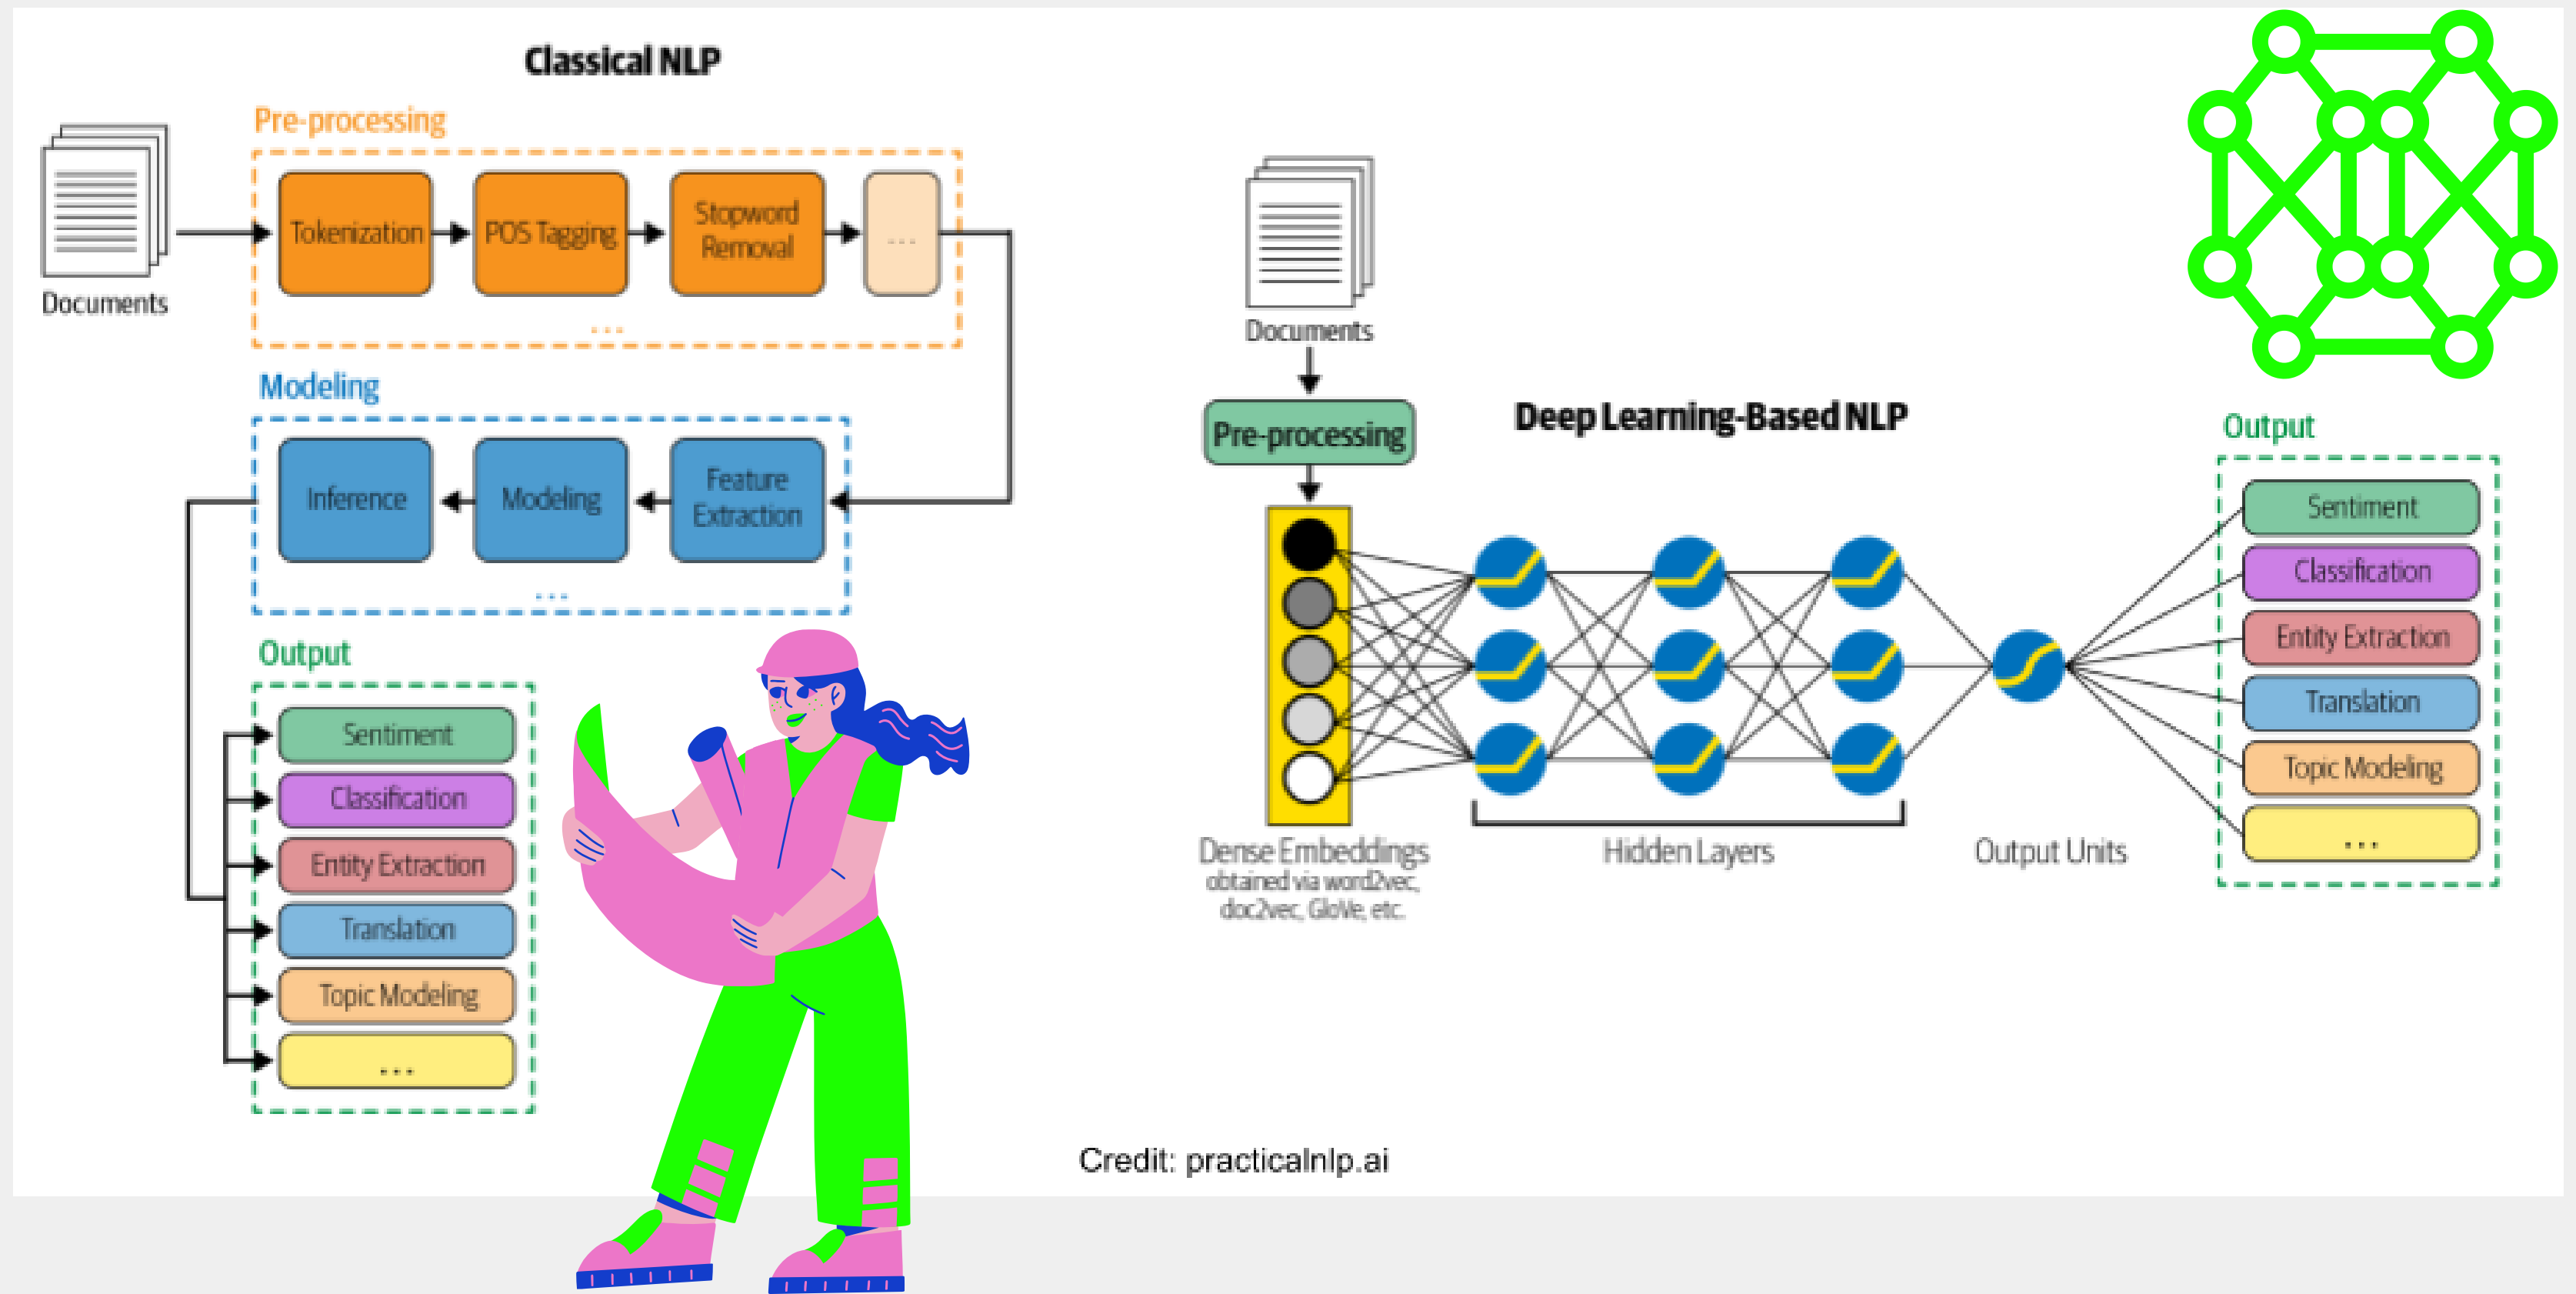 Classical NLP
Pre-processing
Documents
Tokenization
POS Tagging
Stopword
Removal
...
...
Modeling
Inference
Modeling
Feature
Extraction
...
Output
Sentiment
Classification
Entity Extraction
Translation
Topic Modeling
...
Documents
Pre-processing
Deep Learning-Based NLP
Dense Embeddings
obtained via word2vec,
doc2vec, GloVe, etc.
Hidden Layers
Output Units
Output
Sentiment
Classification
Entity Extraction
Translation
Topic Modeling
...
Credit: practicalnlp.ai